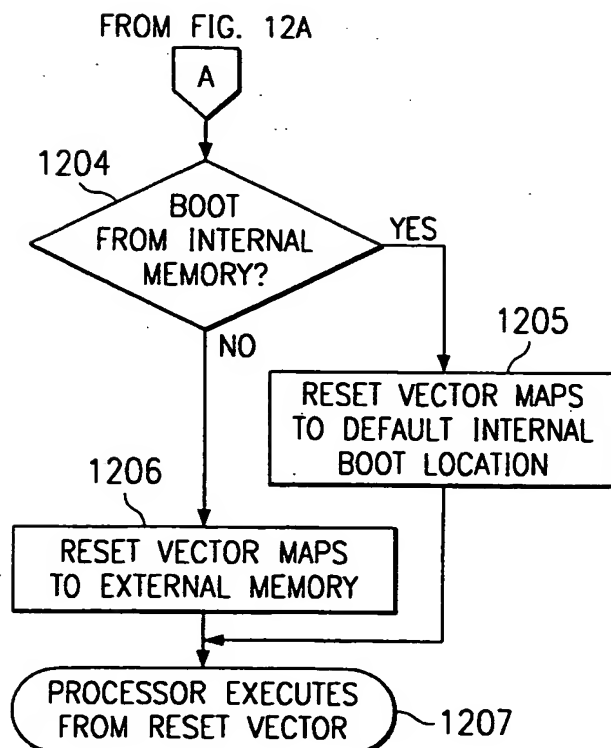 FROM FIG. 12A
A
1204
BOOT
FROM INTERNAL
MEMORY?
YES
NO
1205
RESET VECTOR MAPS
TO DEFAULT INTERNAL
BOOT LOCATION
1206
RESET VECTOR MAPS
TO EXTERNAL MEMORY
PROCESSOR EXECUTES
FROM RESET VECTOR
1207